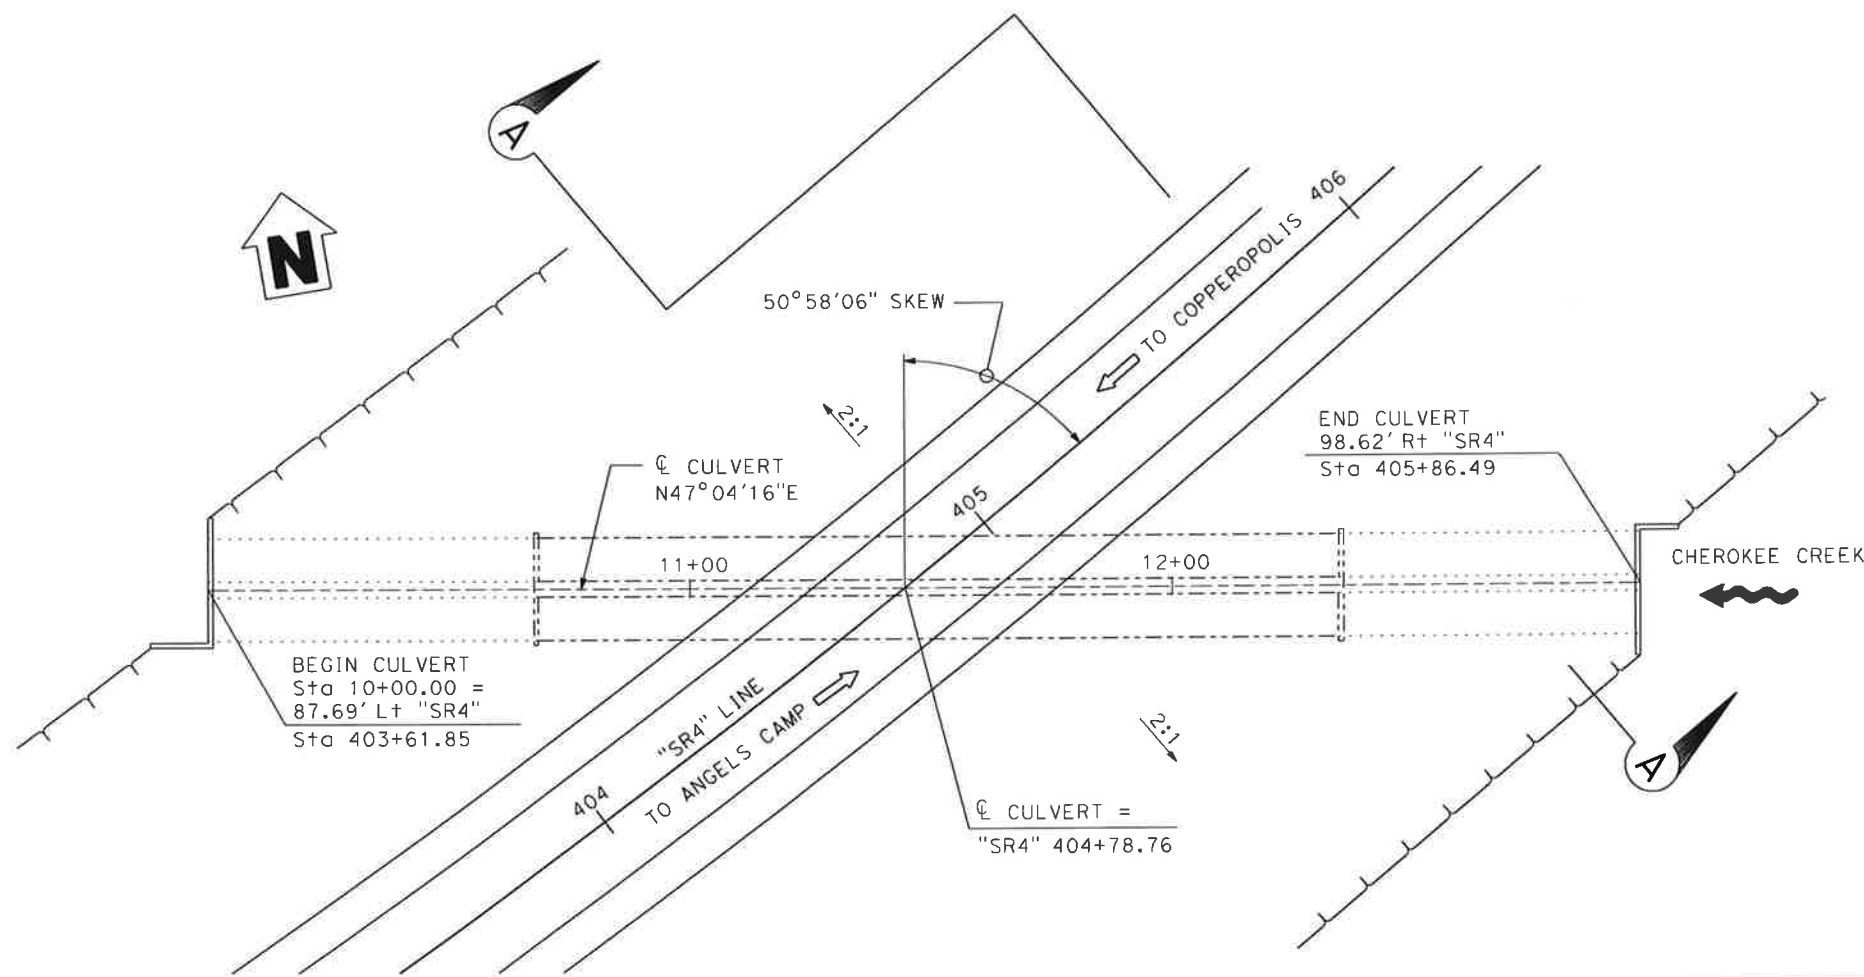 A
N
406
TO COPPEROPOLIS
50°58'06" SKEW
2:1
END CULVERT
98.62' Rt "SR4"
Sta 405+86.49
℄ CULVERT
N47°04'16"E
405
11+00
12+00
CHEROKEE CREEK
BEGIN CULVERT
Sta 10+00.00 =
87.69' Lt "SR4"
Sta 403+61.85
"SR4" LINE
TO ANGELS CAMP
2:1
A
404
℄ CULVERT =
"SR4" 404+78.76